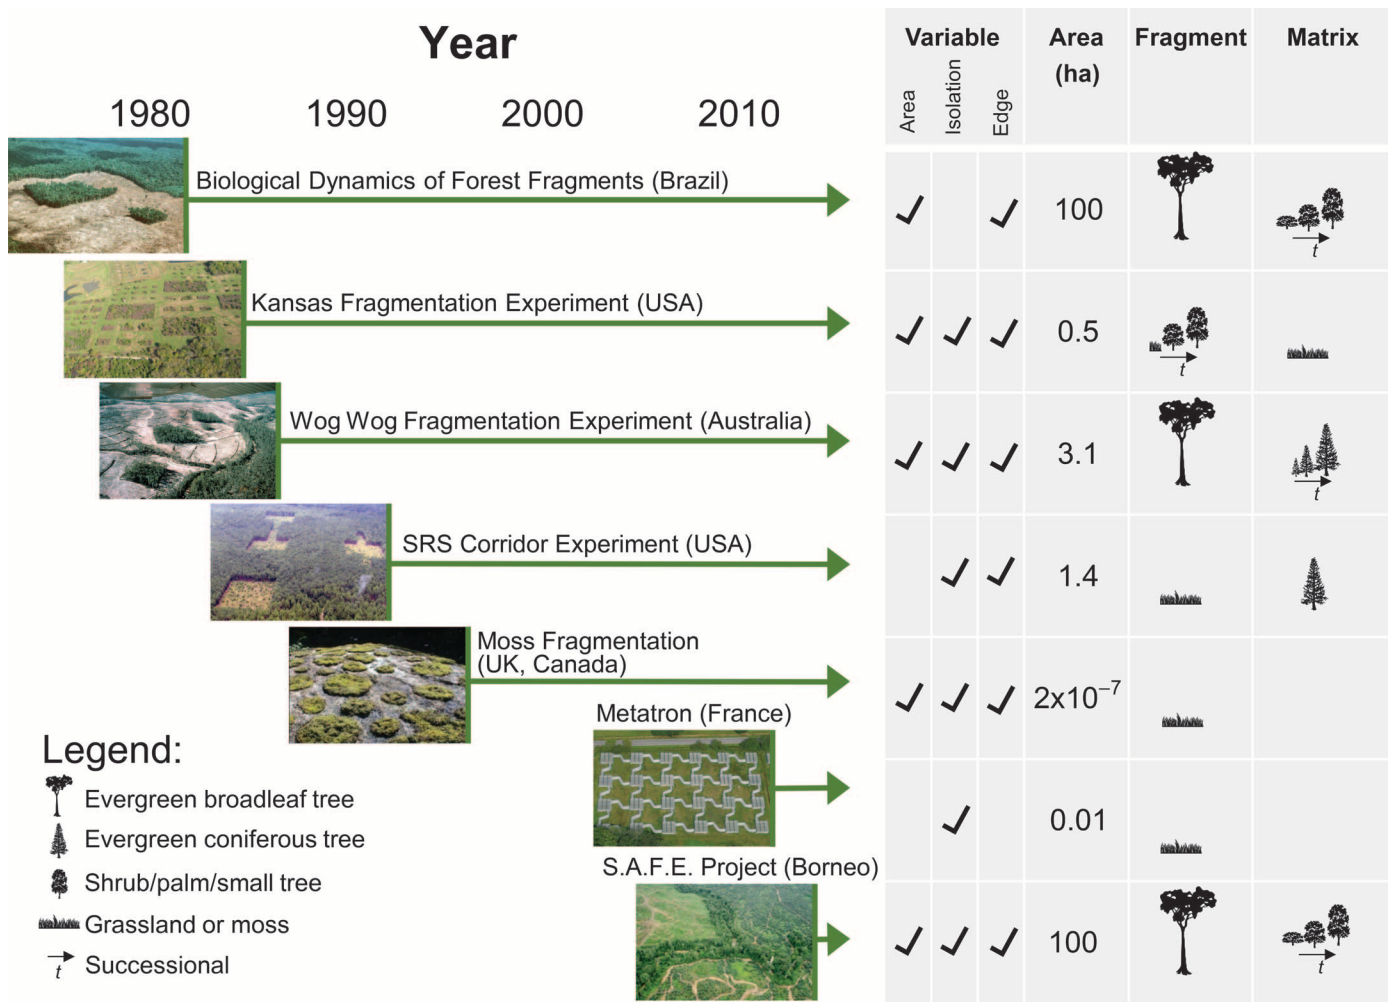 Year
1980 1990 2000 2010
Variable Area Fragment Matrix
(ha)
Area Isolation Edge
Biological Dynamics of Forest Fragments (Brazil)
100
t
Kansas Fragmentation Experiment (USA)
0.5
t
Wog Wog Fragmentation Experiment (Australia)
3.1
t
SRS Corridor Experiment (USA)
1.4
Moss Fragmentation
(UK, Canada)
2x10⁻⁷
Metatron (France)
0.01
S.A.F.E. Project (Borneo)
100
t
Legend:
Evergreen broadleaf tree
Evergreen coniferous tree
Shrub/palm/small tree
Grassland or moss
t Successional